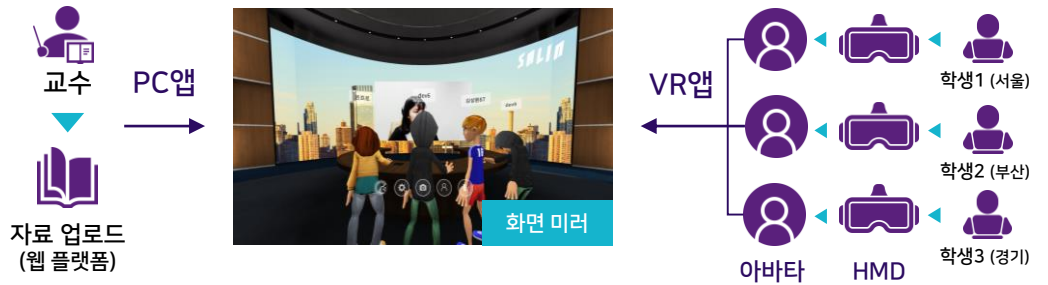 교수
자료 업로드
(웹 플랫폼)
PC앱
SALIN
dev6
dev5
화면 미러
VR앱
학생1 (서울)
학생2 (부산)
학생3 (경기)
아바타
HMD